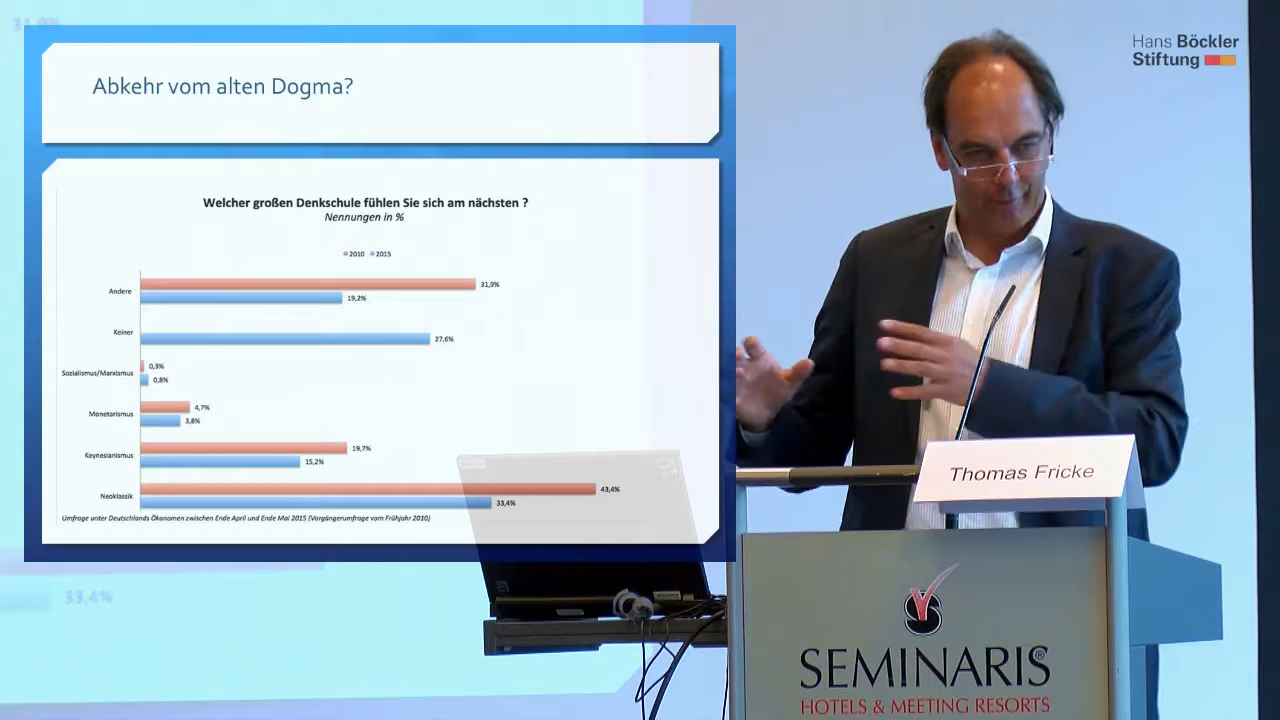 31,9%
Abkehr vom alten Dogma?
Welcher großen Denkschule fühlen Sie sich am nächsten ?
Nennungen in %
2010 2015
Andere 31,9%
19,2%
Keiner 27,6%
Sozialismus/Marxismus 0,3%
0,8%
Monetarismus 4,7%
3,8%
Keynesianismus 19,7%
15,2%
Neoklassik 43,4%
33,4%
Umfrage unter Deutschlands Ökonomen zwischen Ende April und Ende Mai 2015 (Vorgängerumfrage vom Frühjahr 2010)
33,4%
Hans Böckler
Stiftung
Thomas Fricke
SEMINARIS®
HOTELS & MEETING RESORTS